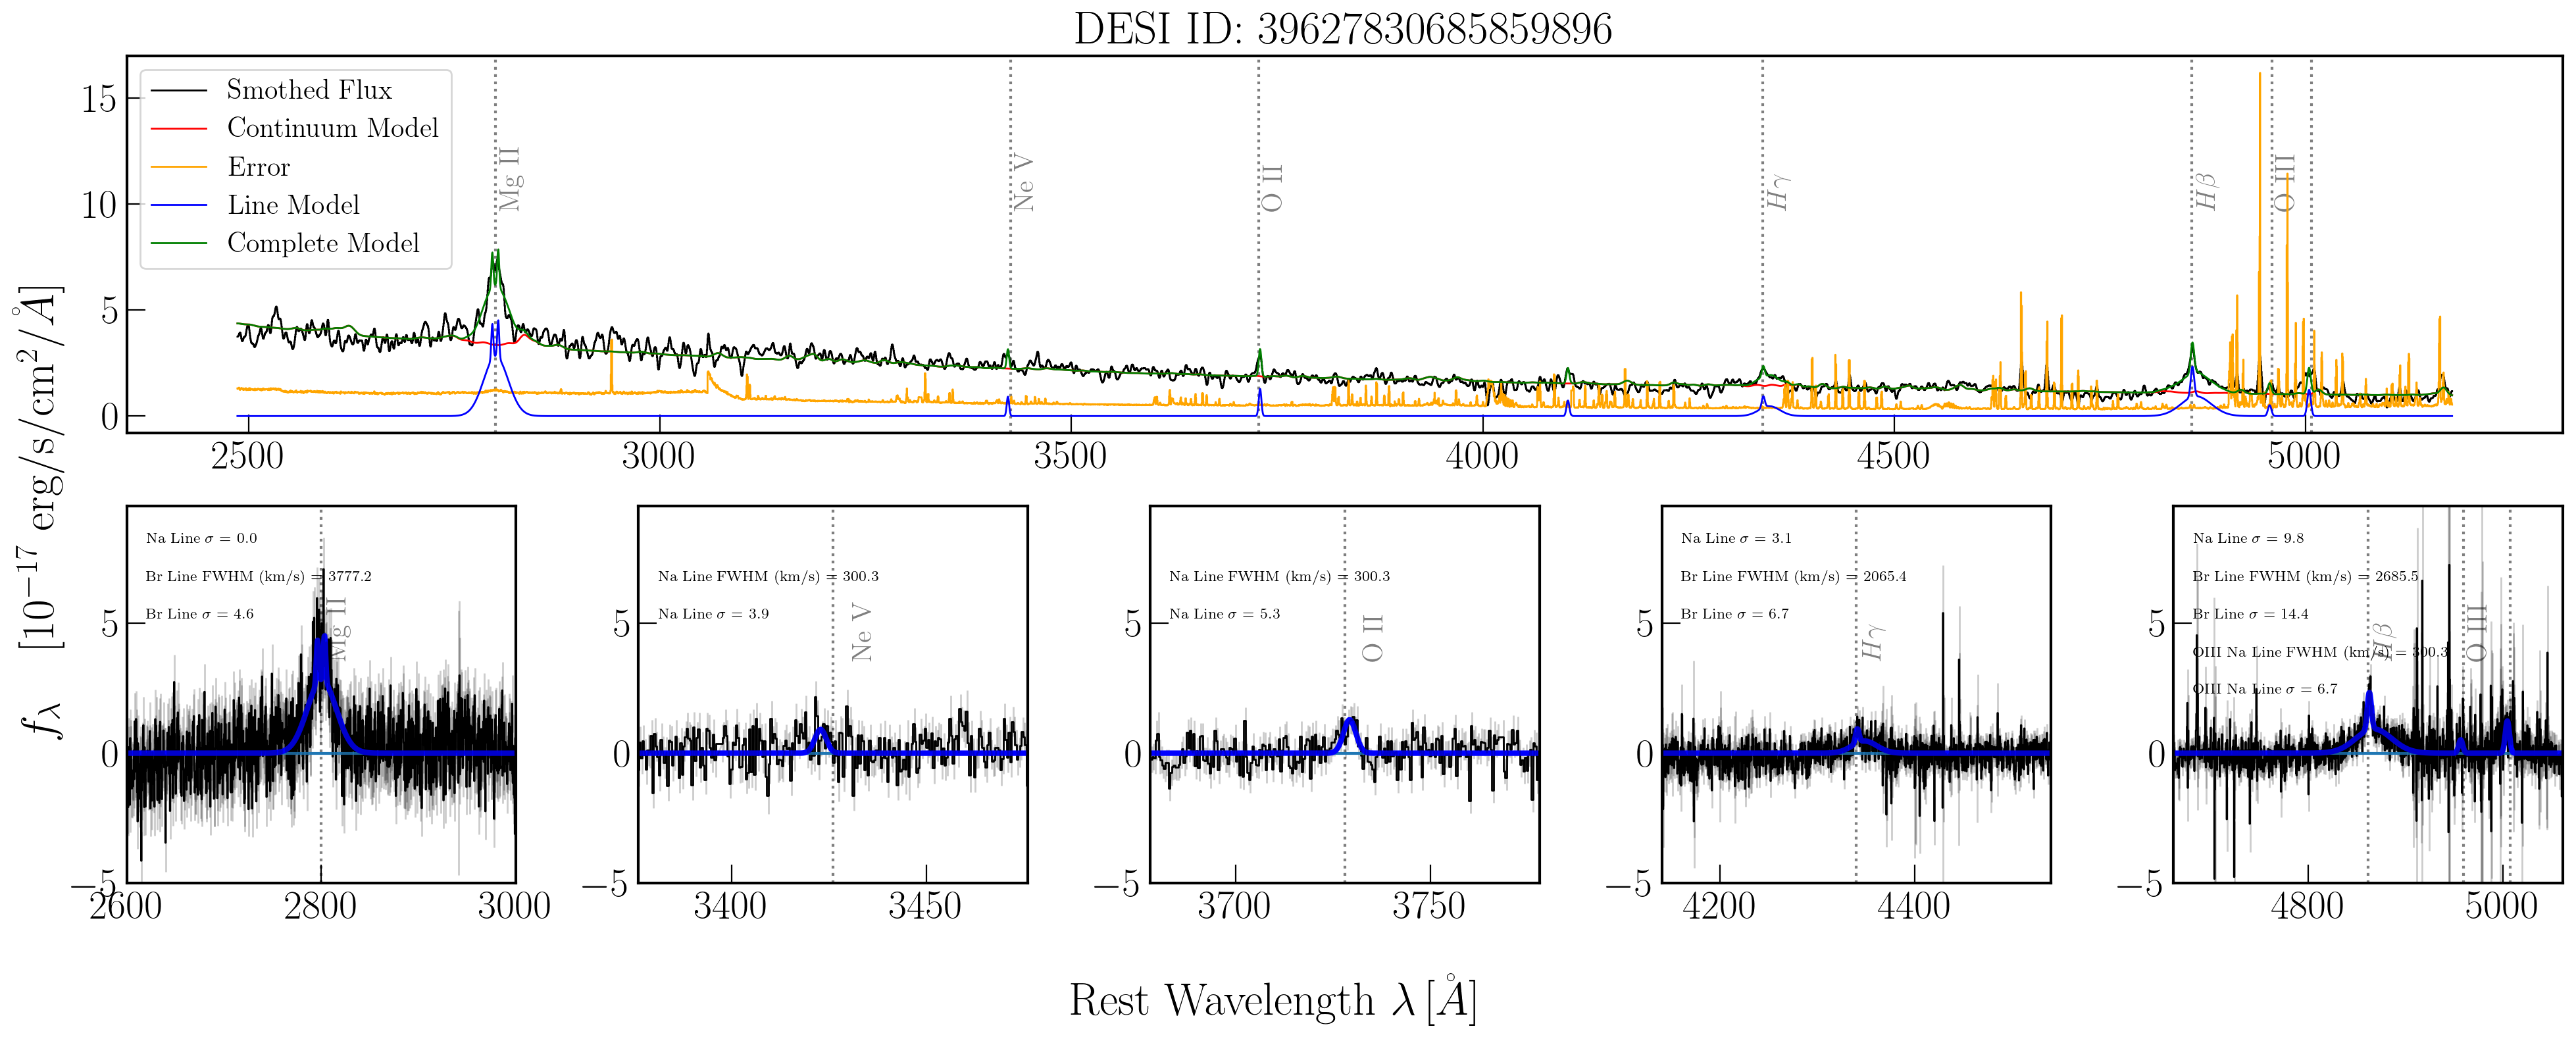 DESI ID: 39627830685859896
Smothed Flux
Continuum Model
Error
Line Model
Complete Model
Mg II
Ne V
O II
Hγ
Hβ
O III
15
10
5
0
2500 3000 3500 4000 4500 5000
f_λ [10^−17 erg/s/cm^2/Å]
Na Line σ = 0.0
Br Line FWHM (km/s) = 3777.2
Br Line σ = 4.6
Mg II
5
0
−5
2600 2800 3000
Na Line FWHM (km/s) = 300.3
Na Line σ = 3.9
Ne V
5
0
−5
3400 3450
Na Line FWHM (km/s) = 300.3
Na Line σ = 5.3
O II
5
0
−5
3700 3750
Na Line σ = 3.1
Br Line FWHM (km/s) = 2065.4
Br Line σ = 6.7
Hγ
5
0
−5
4200 4400
Na Line σ = 9.8
Br Line FWHM (km/s) = 2685.5
Br Line σ = 14.4
OIII Na Line FWHM (km/s) = 300.3
OIII Na Line σ = 6.7
Hβ
O III
5
0
−5
4800 5000
Rest Wavelength λ [Å]